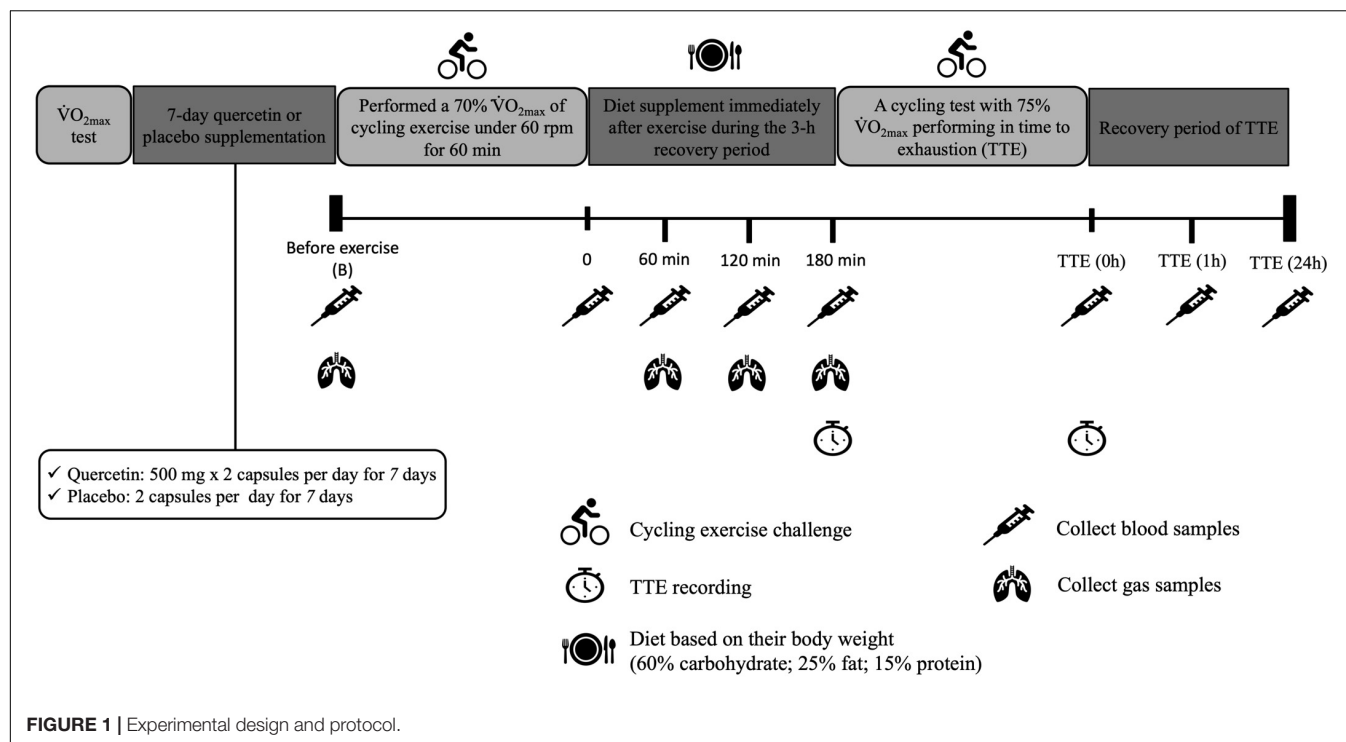 V̇O2max
test
7-day quercetin or
placebo supplementation
Performed a 70% V̇O2max of
cycling exercise under 60 rpm
for 60 min
Diet supplement immediately
after exercise during the 3-h
recovery period
A cycling test with 75%
V̇O2max performing in time to
exhaustion (TTE)
Recovery period of TTE
Before exercise
(B)
0
60 min
120 min
180 min
TTE (0h)
TTE (1h)
TTE (24h)
✓ Quercetin: 500 mg x 2 capsules per day for 7 days
✓ Placebo: 2 capsules per day for 7 days
Cycling exercise challenge
Collect blood samples
TTE recording
Collect gas samples
Diet based on their body weight
(60% carbohydrate; 25% fat; 15% protein)
FIGURE 1 | Experimental design and protocol.